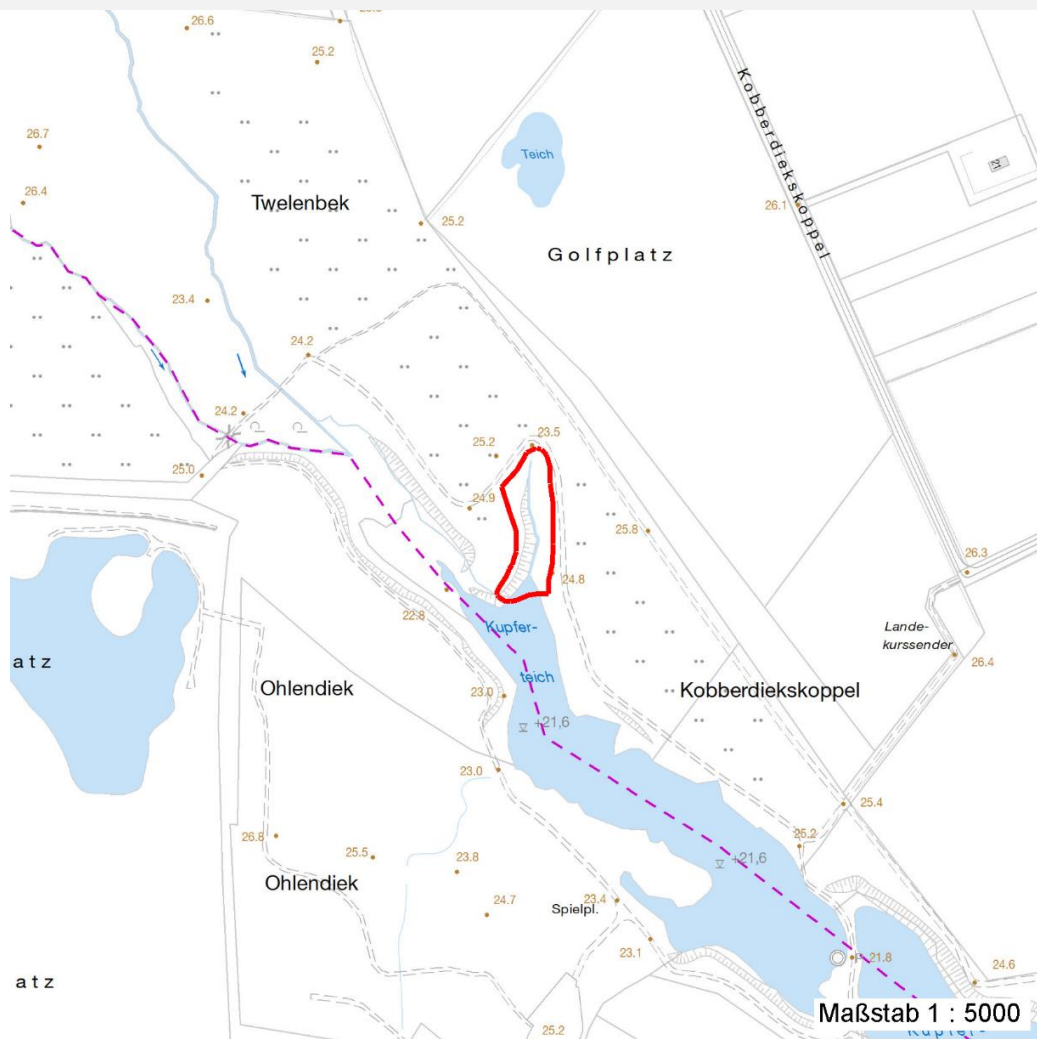 26.6
25.2
26.7
Kobberdiekskoppel
Teich
21
26.4
Twelenbek
26.1
25.2
Golfplatz
23.4
24.2
24.2
23.5
25.2
25.0
24.9
25.8
24.8
26.3
22.8
Kupfer-
teich
Lande-
kurssender
26.4
atz
Ohlendiek
23.0
Kobberdiekskoppel
+21,6
23.0
25.4
26.8
25.5
23.8
25.2
+21,6
Ohlendiek
24.7
Spielpl.
23.4
23.1
21.8
24.6
atz
25.2
Maßstab 1 : 5000
Kupfer-